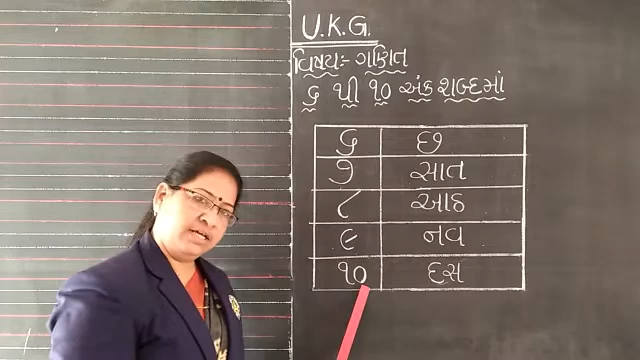 U.K.G.
વિષય:- ગણિત
૬ થી ૧૦ અંક શબ્દમાં
૬ છ
૭ સાત
૮ આઠ
૯ નવ
૧૦ દસ